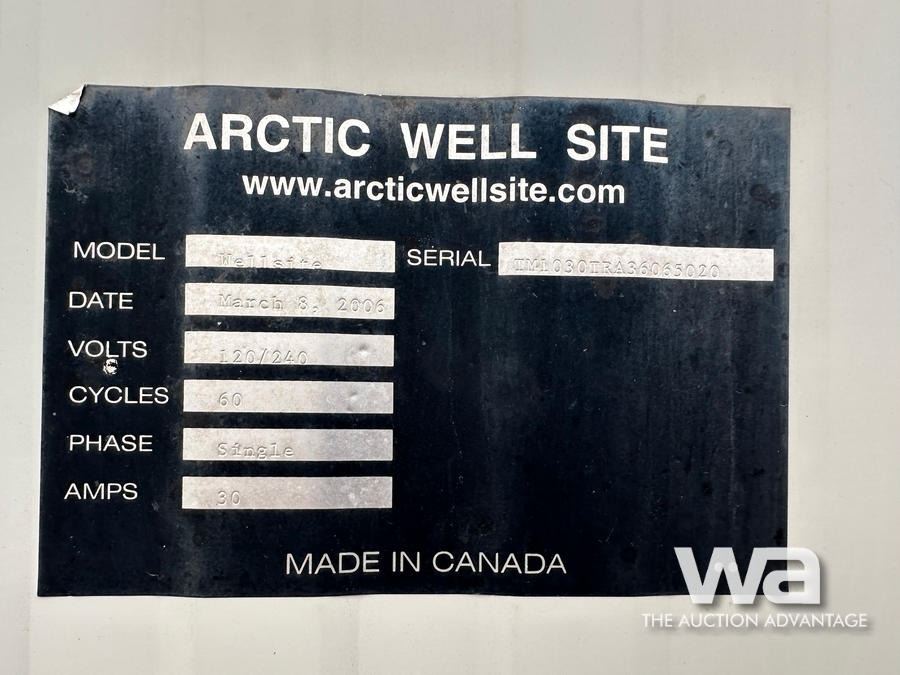 ARCTIC WELL SITE
www.arcticwellsite.com
MODEL Wellsite SERIAL TM1030TRA36065020
DATE March 8, 2006
VOLTS 120/240
CYCLES 60
PHASE Single
AMPS 30
MADE IN CANADA
wa
THE AUCTION ADVANTAGE